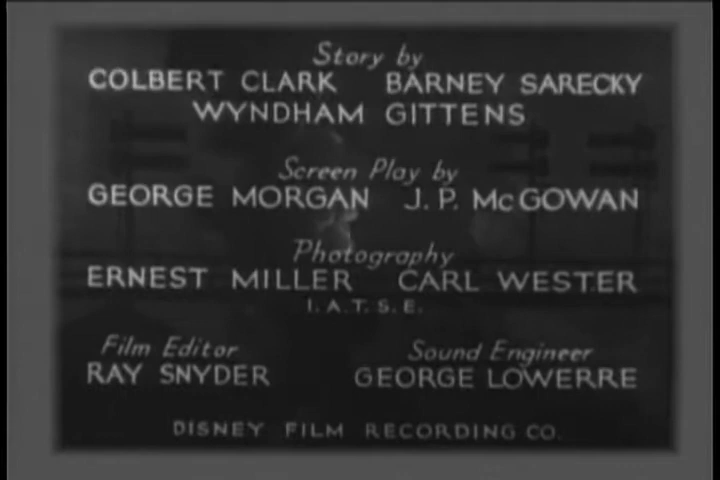 Story by
COLBERT CLARK BARNEY SARECKY
WYNDHAM GITTENS
Screen Play by
GEORGE MORGAN J. P. McGOWAN
Photography
ERNEST MILLER CARL WESTER
I. A. T. S. E.
Film Editor Sound Engineer
RAY SNYDER GEORGE LOWERRE
DISNEY FILM RECORDING CO.